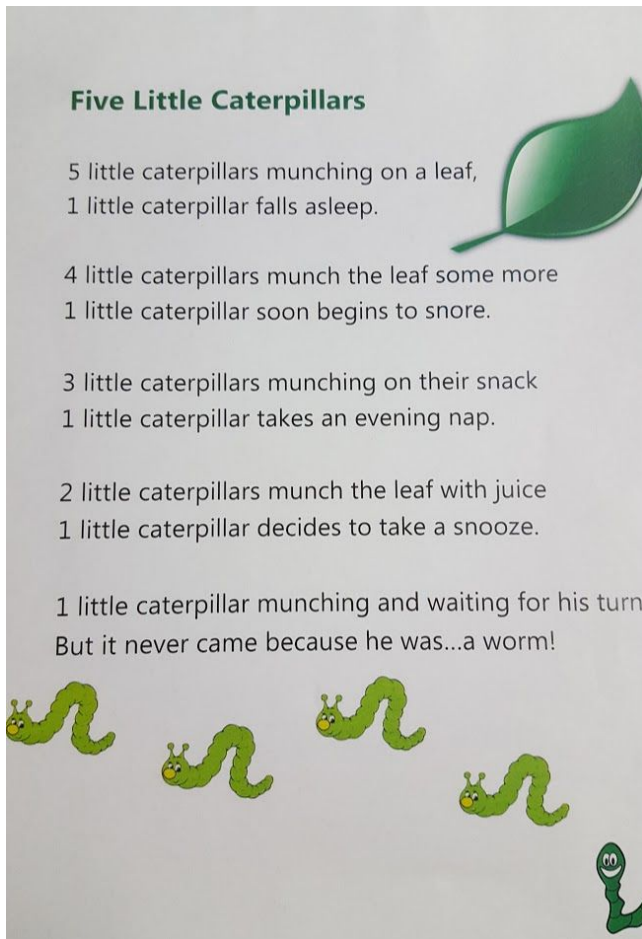 Five Little Caterpillars
5 little caterpillars munching on a leaf,
1 little caterpillar falls asleep.
4 little caterpillars munch the leaf some more
1 little caterpillar soon begins to snore.
3 little caterpillars munching on their snack
1 little caterpillar takes an evening nap.
2 little caterpillars munch the leaf with juice
1 little caterpillar decides to take a snooze.
1 little caterpillar munching and waiting for his turn
But it never came because he was...a worm!